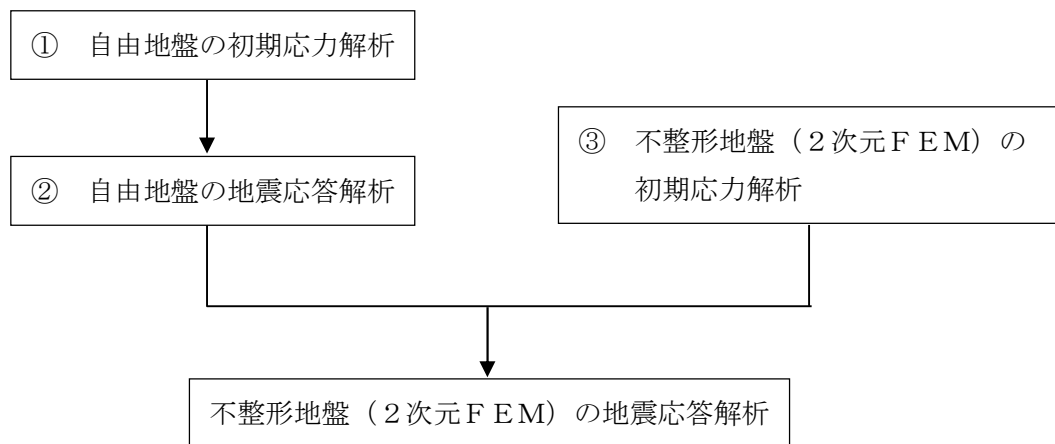 ① 自由地盤の初期応力解析
② 自由地盤の地震応答解析
③ 不整形地盤（２次元ＦＥＭ）の
初期応力解析
不整形地盤（２次元ＦＥＭ）の地震応答解析